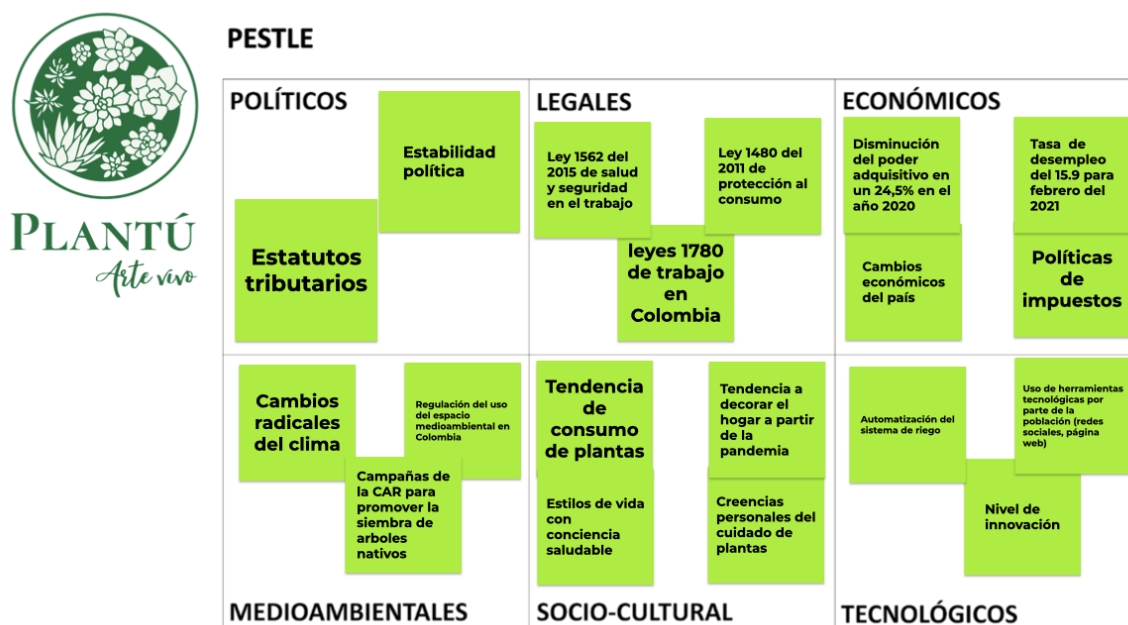 PLANTÚ
Arte vivo
PESTLE
POLÍTICOS
Estabilidad
política
Estatutos
tributarios
LEGALES
Ley 1562 del
2015 de salud
y seguridad
en el trabajo
Ley 1480 del
2011 de
protección al
consumo
leyes 1780
de trabajo
en
Colombia
ECONÓMICOS
Disminución
del poder
adquisitivo en
un 24,5% en el
año 2020
Tasa de
desempleo
del 15.9 para
febrero del
2021
Cambios
económicos
del país
Políticas
de
impuestos
Cambios
radicales
del clima
Regulación del uso
del espacio
medioambiental en
Colombia
Campañas de
la CAR para
promover la
siembra de
arboles
nativos
MEDIOAMBIENTALES
Tendencia
de
consumo
de plantas
Tendencia a
decorar el
hogar a partir
de la
pandemia
Estilos de vida
con
conciencia
saludable
Creencias
personales del
cuidado de
plantas
SOCIO-CULTURAL
Automatización del
sistema de riego
Uso de herramientas
tecnológicas por
parte de la
población (redes
sociales, página
web)
Nivel de
innovación
TECNOLÓGICOS